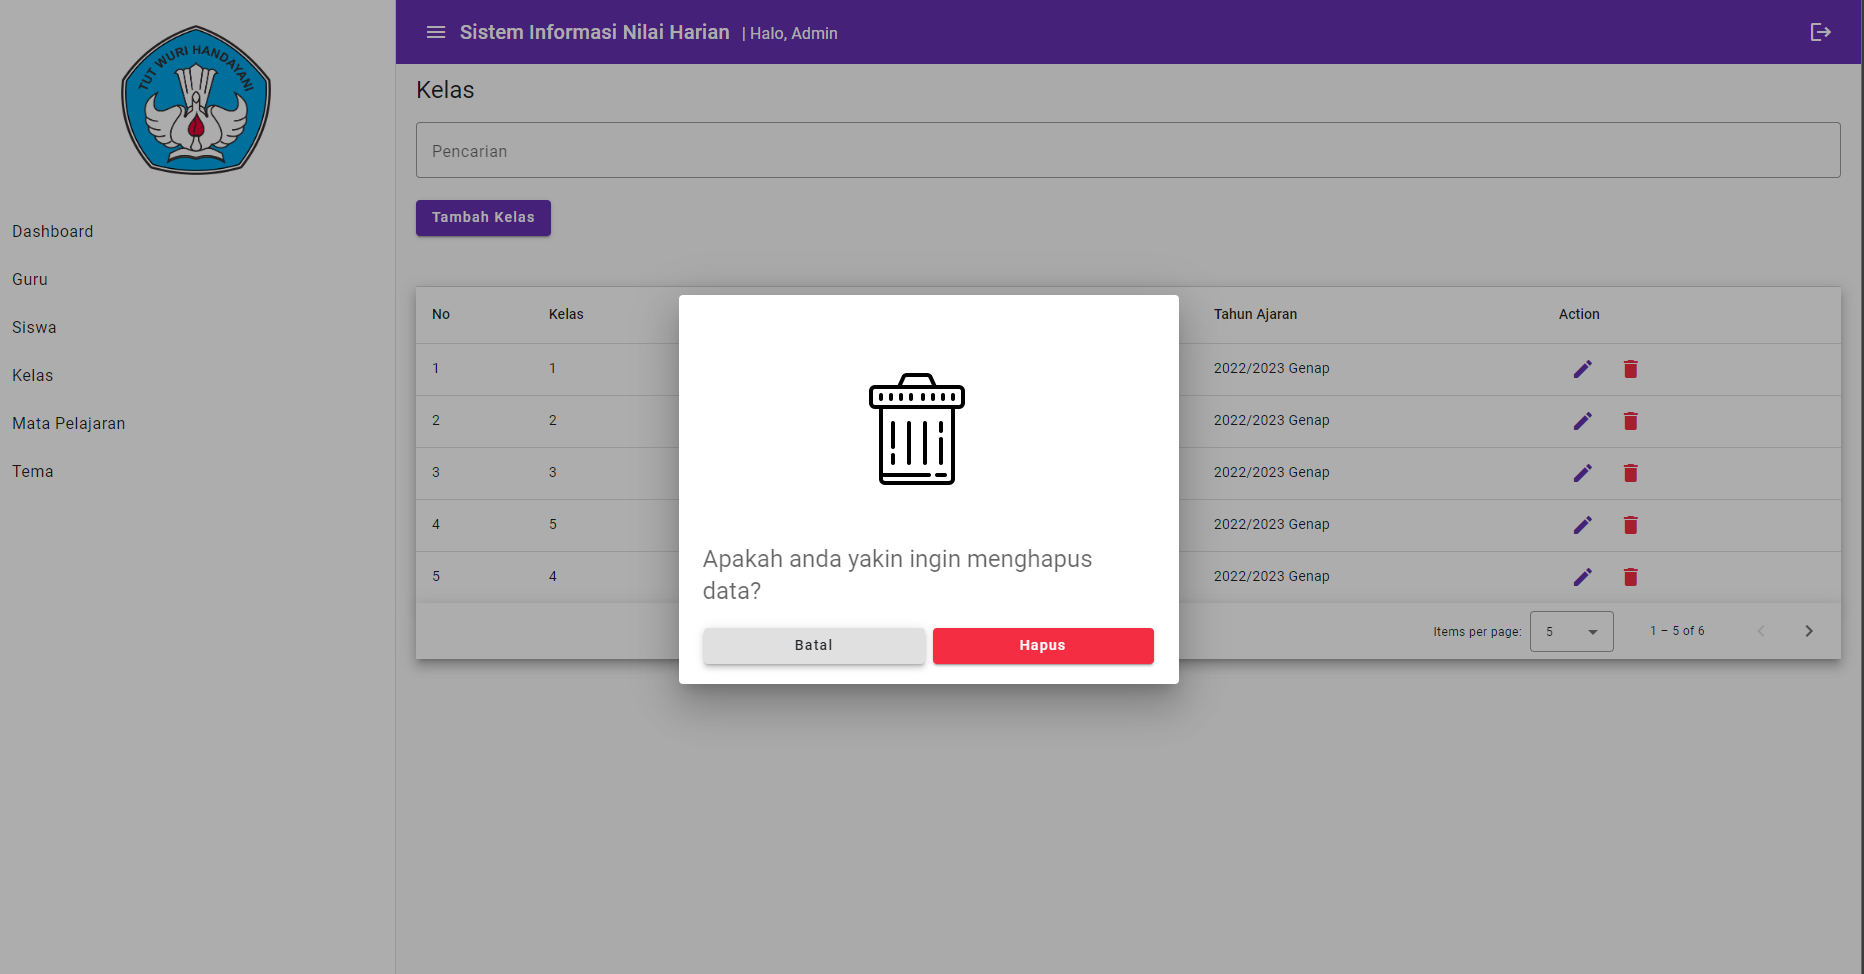 TUT WURI HANDAYANI
Sistem Informasi Nilai Harian | Halo, Admin
Dashboard
Guru
Siswa
Kelas
Mata Pelajaran
Tema
Kelas
Pencarian
Tambah Kelas
No Kelas Tahun Ajaran Action
1 1 2022/2023 Genap
2 2 2022/2023 Genap
3 3 2022/2023 Genap
4 5 2022/2023 Genap
5 4 2022/2023 Genap
Items per page: 5 1 – 5 of 6
Apakah anda yakin ingin menghapus
data?
Batal Hapus